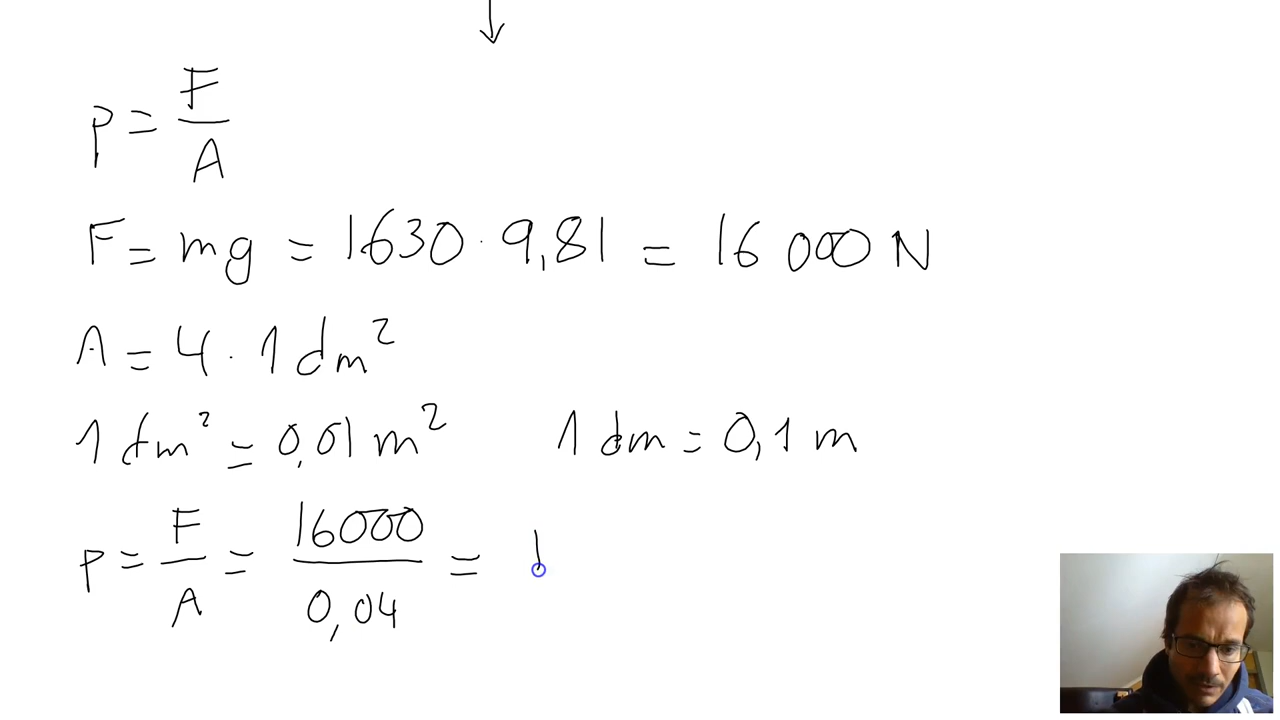 p = F/A
F = mg = 1630 · 9,81 = 16 000 N
A = 4 · 1 dm²
1 dm² = 0,01 m² 1 dm = 0,1 m
p = F/A = 16000/0,04 =